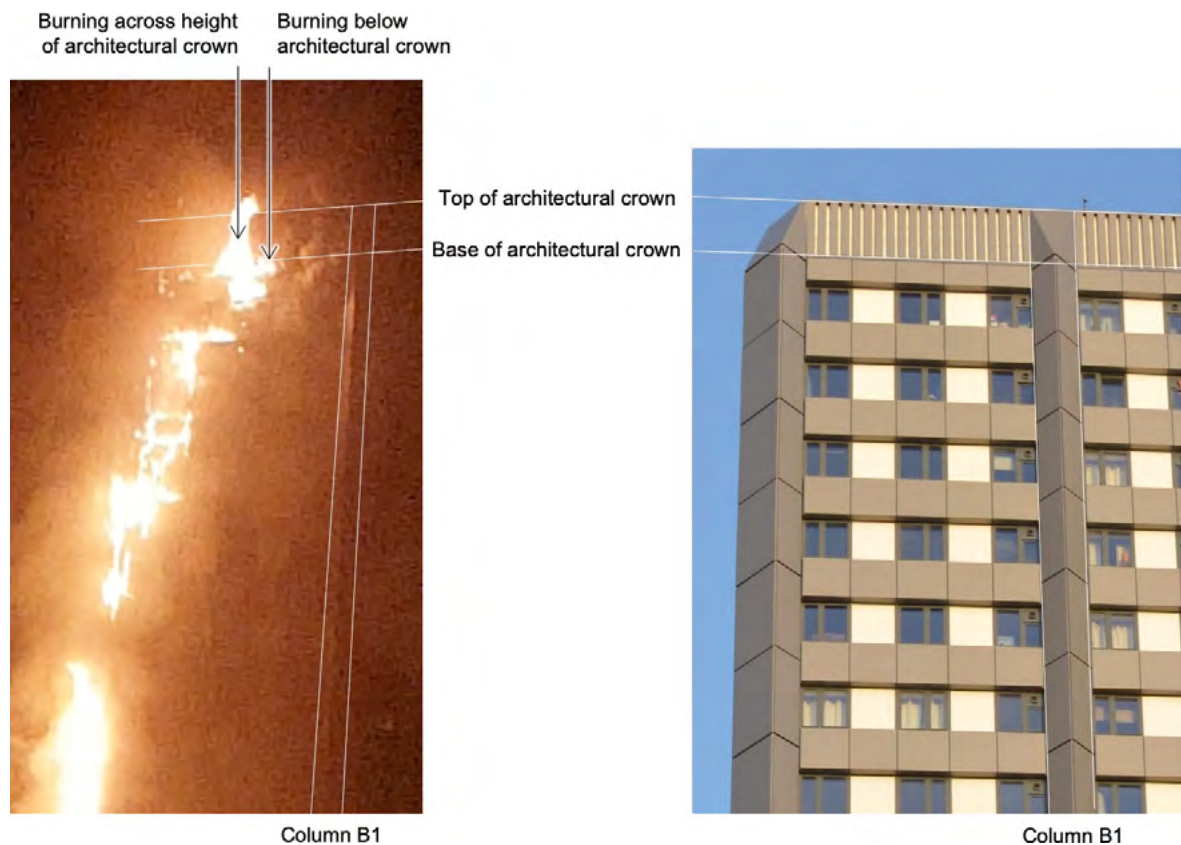 Burning across height
of architectural crown
Burning below
architectural crown
Top of architectural crown
Base of architectural crown
Column B1
Column B1